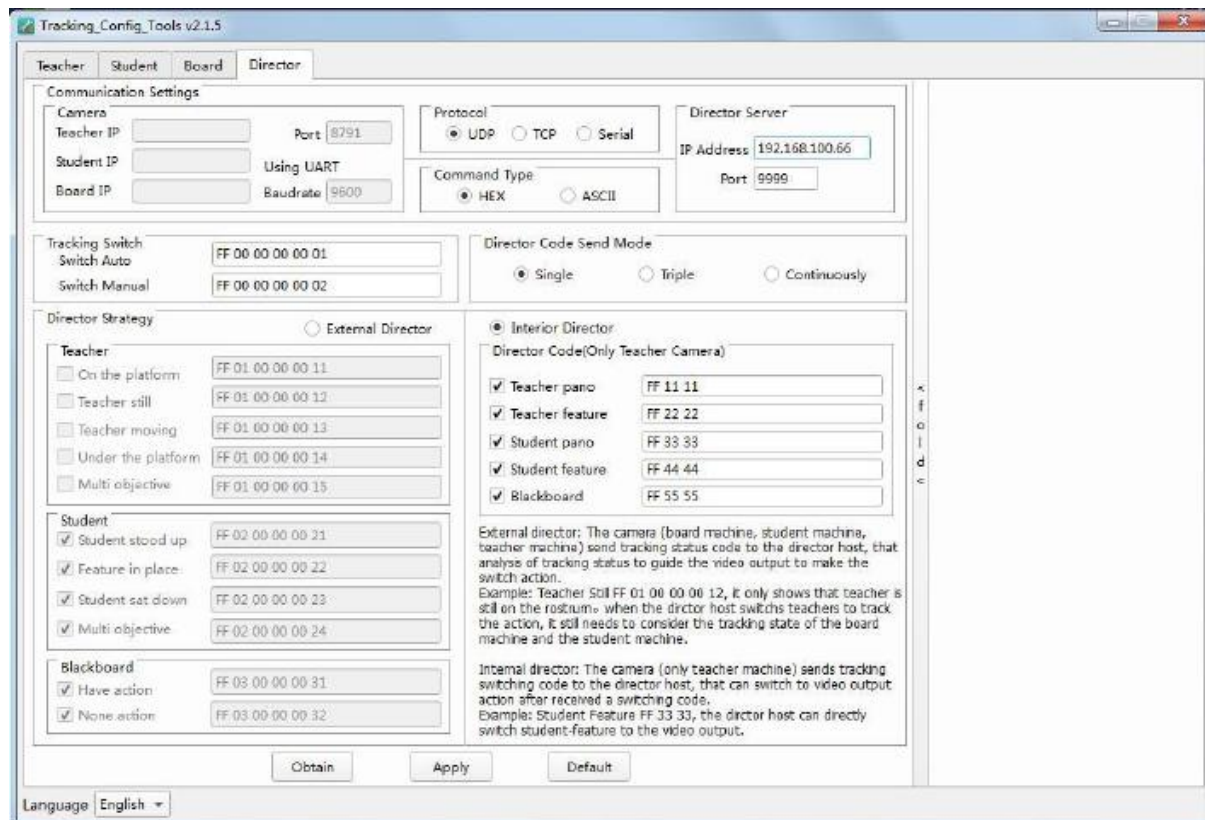 Tracking_Config_Tools v2.1.5
Teacher Student Board Director
Communication Settings
Camera
Teacher IP
Port 8791
Student IP
Using UART
Board IP
Baudrate 9600
Protocol
UDP TCP Serial
Command Type
HEX ASCII
Director Server
IP Address 192.168.100.66
Port 9999
Tracking Switch
Switch Auto FF 00 00 00 00 01
Switch Manual FF 00 00 00 00 02
Director Code Send Mode
Single Triple Continuously
Director Strategy
External Director
Teacher
On the platform FF 01 00 00 00 11
Teacher still FF 01 00 00 00 12
Teacher moving FF 01 00 00 00 13
Under the platform FF 01 00 00 00 14
Multi objective FF 01 00 00 00 15
Student
Student stood up FF 02 00 00 00 21
Feature in place FF 02 00 00 00 22
Student sat down FF 02 00 00 00 23
Multi objective FF 02 00 00 00 24
Blackboard
Have action FF 03 00 00 00 31
None action FF 03 00 00 00 32
Interior Director
Director Code(Only Teacher Camera)
Teacher pano FF 11 11
Teacher feature FF 22 22
Student pano FF 33 33
Student feature FF 44 44
Blackboard FF 55 55
External director: The camera (board machine, student machine,
teacher machine) send tracking status code to the director host, that
analysis of tracking status to guide the video output to make the
switch action.
Example: Teacher Still FF 01 00 00 00 12, it only shows that teacher is
still on the rostrum。when the dirctor host switchs teachers to track
the action, it still needs to consider the tracking state of the board
machine and the student machine.
Internal director: The camera (only teacher machine) sends tracking
switching code to the director host, that can switch to video output
action after received a switching code.
Example: Student Feature FF 33 33, the dirctor host can directly
switch student-feature to the video output.
< fold <
Obtain Apply Default
Language English